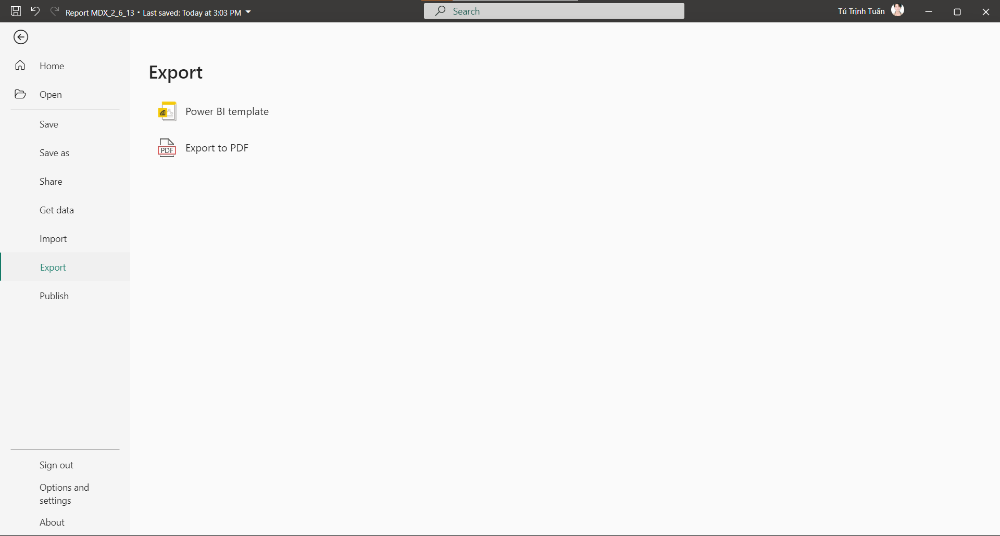 Report MDX_2_6_13 • Last saved: Today at 3:03 PM
Search
Tú Trịnh Tuấn
Home
Open
Save
Save as
Share
Get data
Import
Export
Publish
Sign out
Options and
settings
About
Export
Power BI template
PDF
Export to PDF